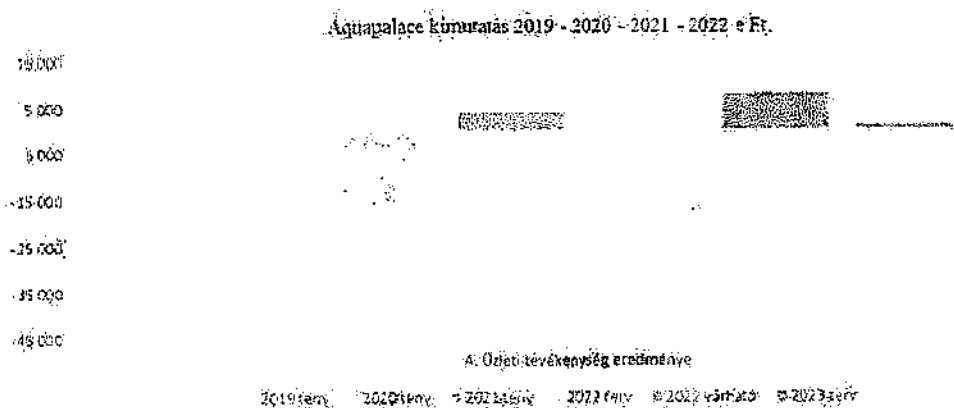 Aquapalace kimutatás 2019 - 2020 - 2021 - 2022 e Ft.
5 000
-15 000
-25 000
-35 000
-45 000
A. Üzleti tevékenység eredménye
2019 tény 2020 tény 2021 tény 2022 terv 2022 várható 2023 terv